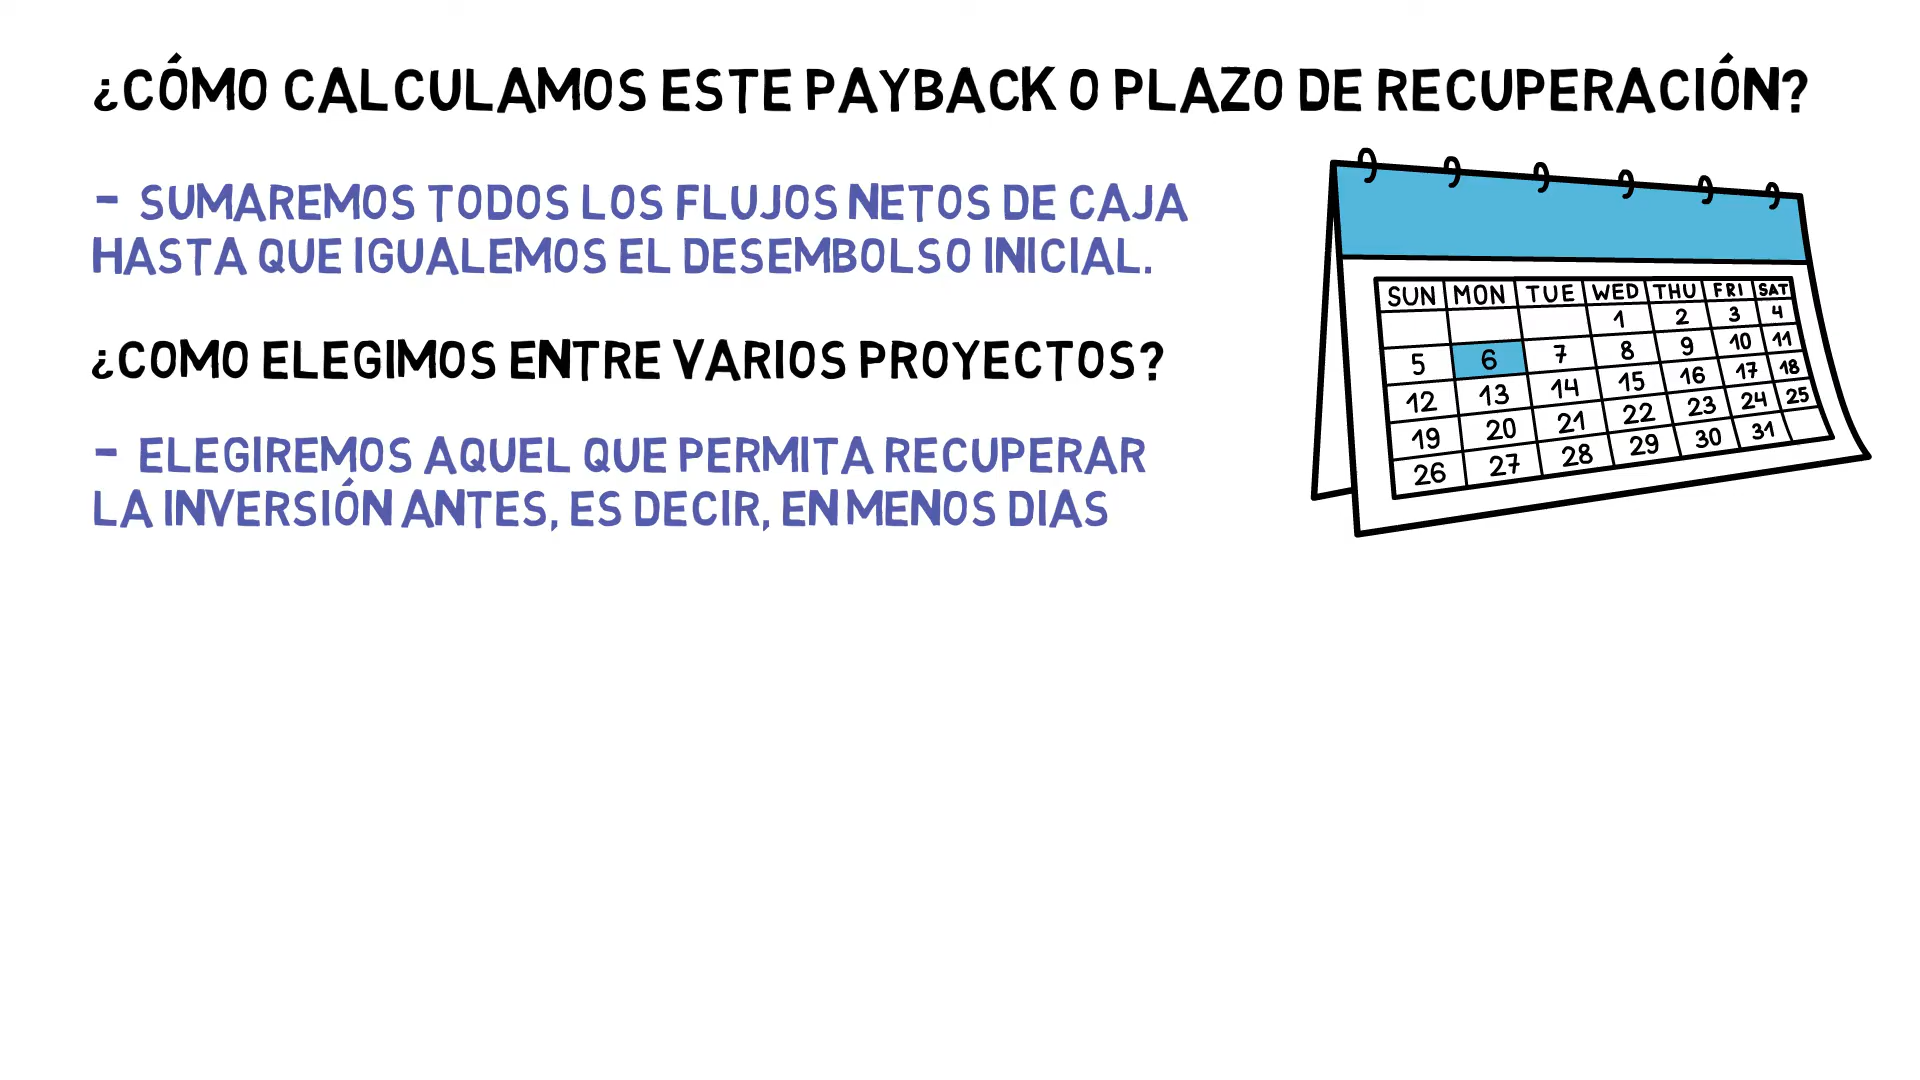 ¿CÓMO CALCULAMOS ESTE PAYBACK O PLAZO DE RECUPERACIÓN?
- SUMAREMOS TODOS LOS FLUJOS NETOS DE CAJA
HASTA QUE IGUALEMOS EL DESEMBOLSO INICIAL.
¿COMO ELEGIMOS ENTRE VARIOS PROYECTOS?
- ELEGIREMOS AQUEL QUE PERMITA RECUPERAR
LA INVERSIÓN ANTES, ES DECIR, EN MENOS DIAS
SUN MON TUE WED THU FRI SAT
1 2 3 4
5 6 7 8 9 10 11
12 13 14 15 16 17 18
19 20 21 22 23 24 25
26 27 28 29 30 31